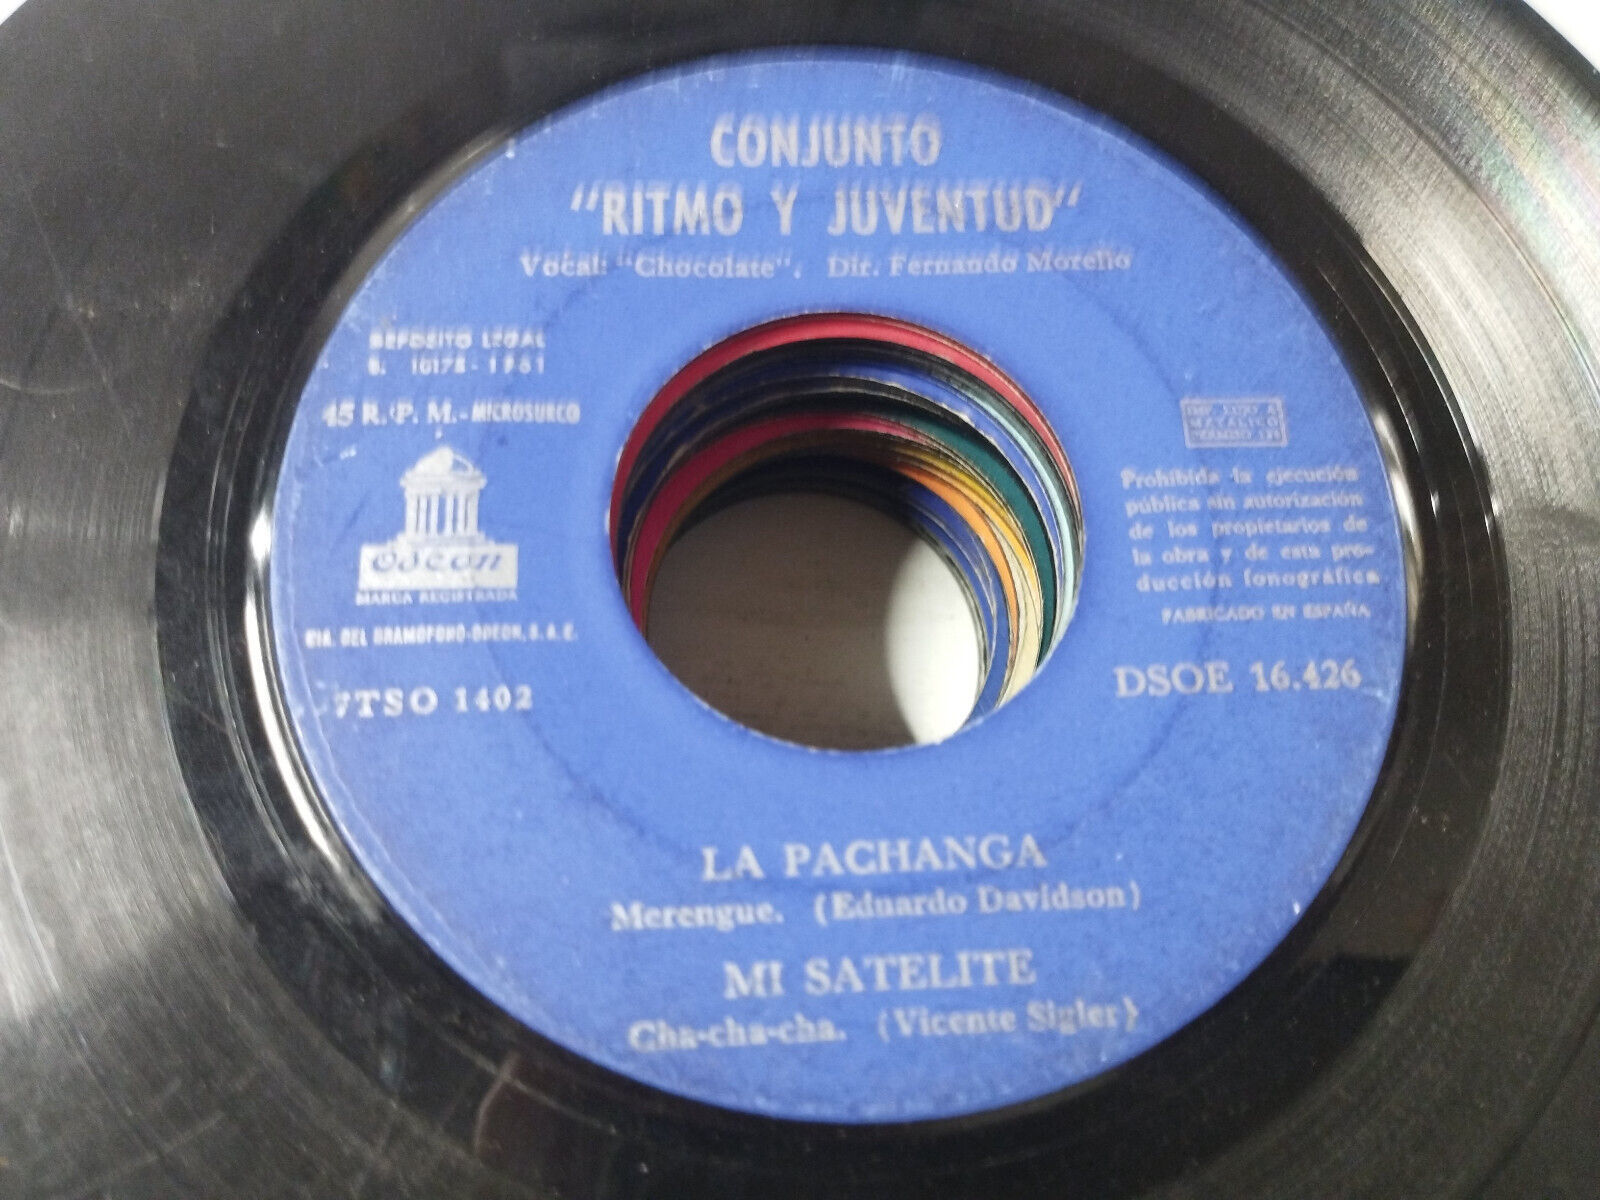 CONJUNTO
"RITMO Y JUVENTUD"
Vocal: "Chocolate". Dir. Fernando Morello
DEPOSITO LEGAL
B. 10178 - 1961
45 R. P. M. - MICROSURCO
Odeon
MARCA REGISTRADA
CIA. DEL GRAMOFONO-ODEON, S.A.E.
7TSO 1402
Prohibida la ejecución
pública sin autorización
de los propietarios de
la obra y de esta pro-
ducción fonográfica
FABRICADO EN ESPAÑA
DSOE 16.426
LA PACHANGA
Merengue. (Eduardo Davidson)
MI SATELITE
Cha-cha-cha. (Vicente Sigler)